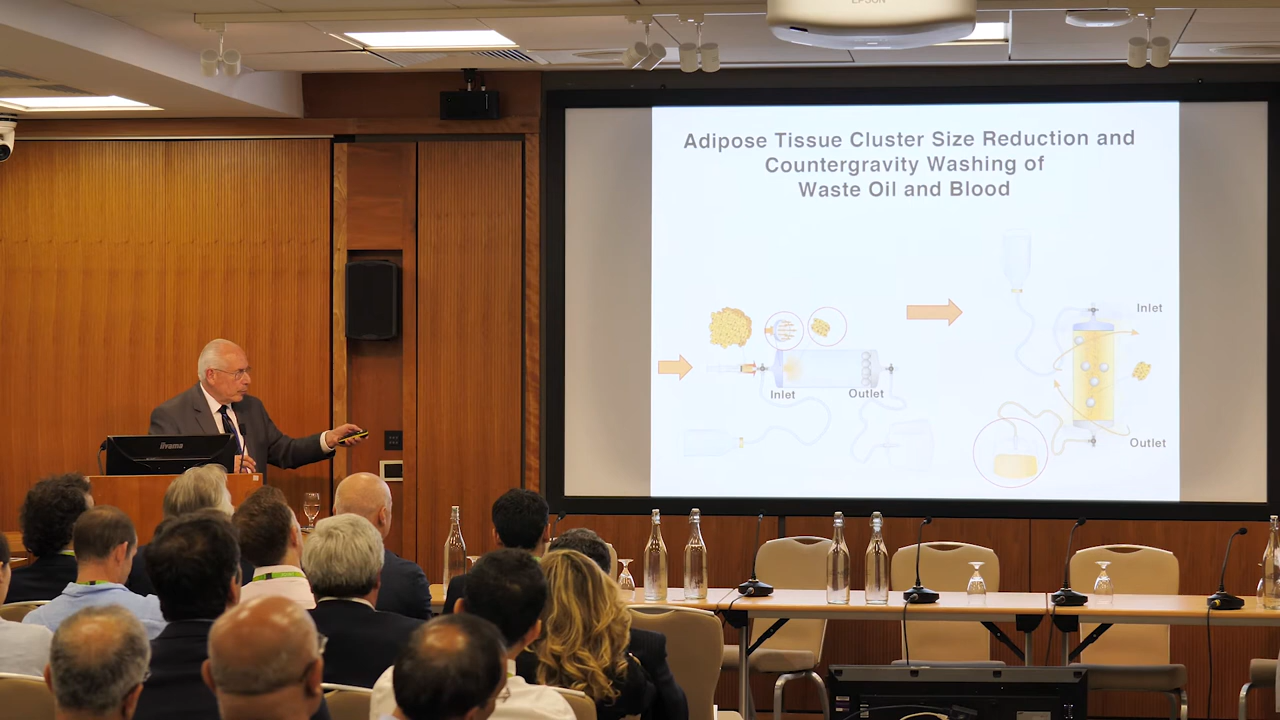 EPSON
Adipose Tissue Cluster Size Reduction and
Countergravity Washing of
Waste Oil and Blood
Inlet
Inlet
Outlet
Outlet
iiyama